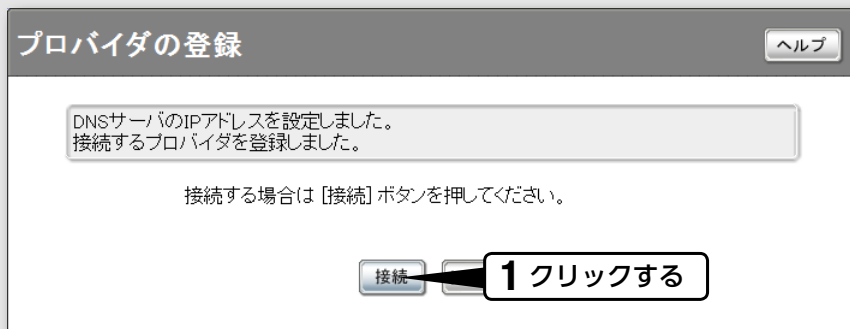 プロバイダの登録
ヘルプ
DNSサーバのIPアドレスを設定しました。
接続するプロバイダを登録しました。
接続する場合は [接続] ボタンを押してください。
接続
1 クリックする